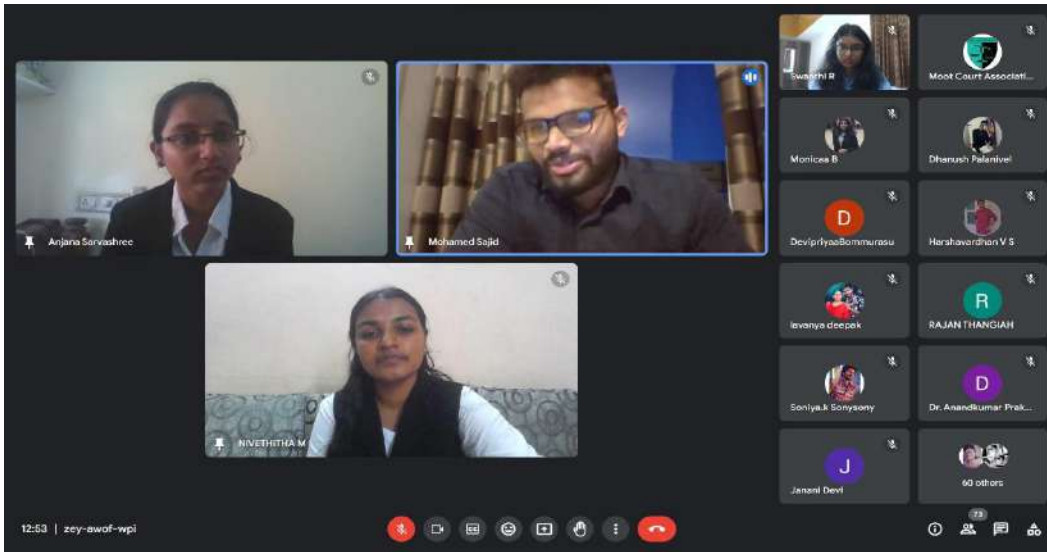 Anjana Sarvashree
Mohamed Sajid
NIVETHITHA M
Swasthi R
Moot Court Associati...
Monicaa B
Dhanush Palanivel
D
DevipriyaaBommurasu
Harshavardhan V S
lavanya deepak
R
RAJAN THANGIAH
Soniya.k Sonysony
D
Dr. Anandkumar Prak...
J
Janani Devi
60 others
12:53 | zey-awof-wpi
73